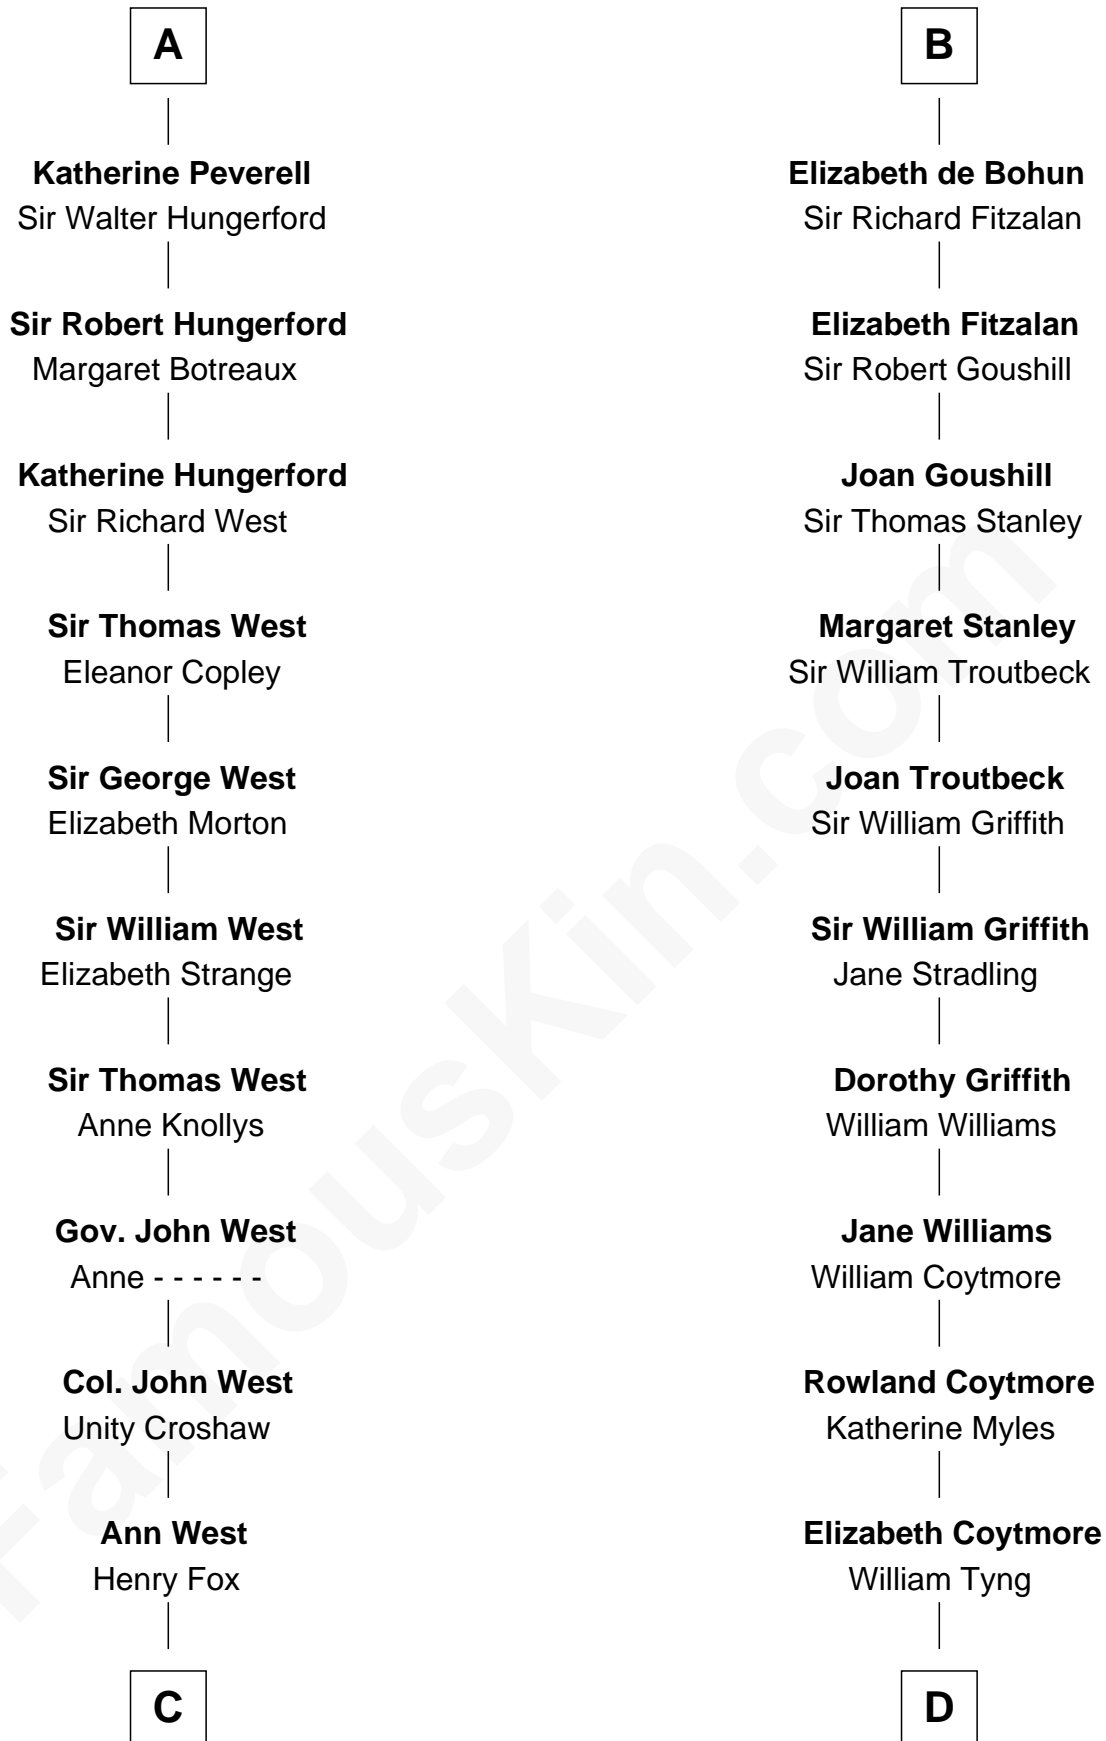 A
Katherine Peverell
Sir Walter Hungerford
Sir Robert Hungerford
Margaret Botreaux
Katherine Hungerford
Sir Richard West
Sir Thomas West
Eleanor Copley
Sir George West
Elizabeth Morton
Sir William West
Elizabeth Strange
Sir Thomas West
Anne Knollys
Gov. John West
Anne - - - - - -
Col. John West
Unity Croshaw
Ann West
Henry Fox
C
B
Elizabeth de Bohun
Sir Richard Fitzalan
Elizabeth Fitzalan
Sir Robert Goushill
Joan Goushill
Sir Thomas Stanley
Margaret Stanley
Sir William Troutbeck
Joan Troutbeck
Sir William Griffith
Sir William Griffith
Jane Stradling
Dorothy Griffith
William Williams
Jane Williams
William Coytmore
Rowland Coytmore
Katherine Myles
Elizabeth Coytmore
William Tyng
D
FamousKin.com